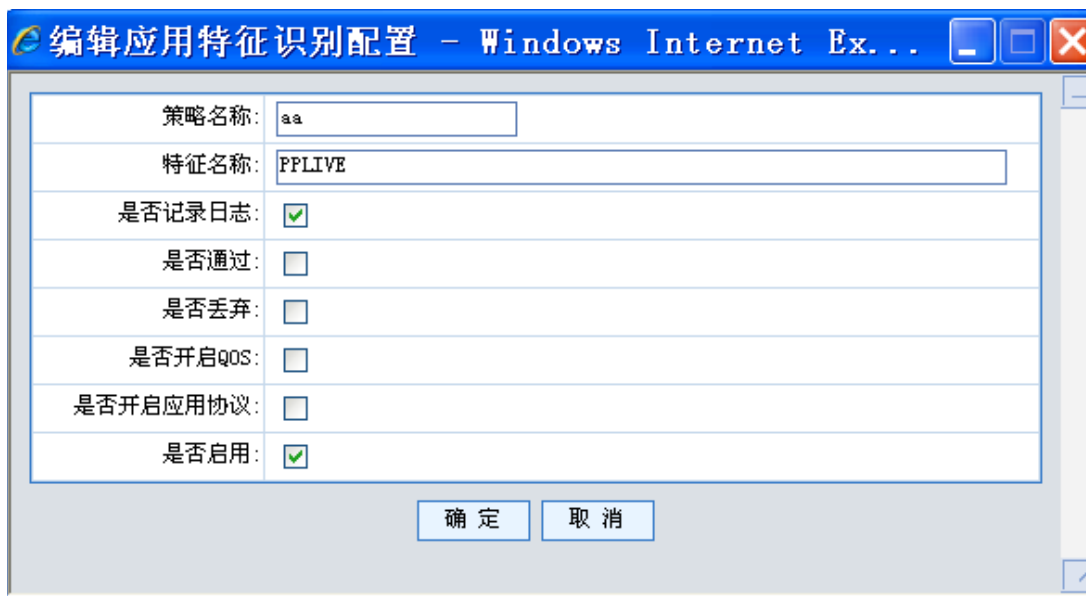 编辑应用特征识别配置 - Windows Internet Ex...
策略名称: aa
特征名称: PPLIVE
是否记录日志:
是否通过:
是否丢弃:
是否开启QOS:
是否开启应用协议:
是否启用:
确 定 取 消